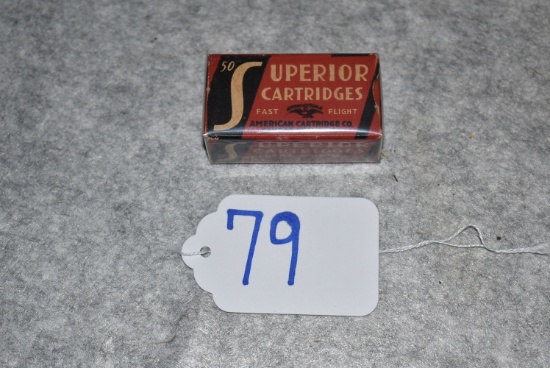 50 SUPERIOR
CARTRIDGES
FAST FLIGHT
AMERICAN CARTRIDGE CO.
79